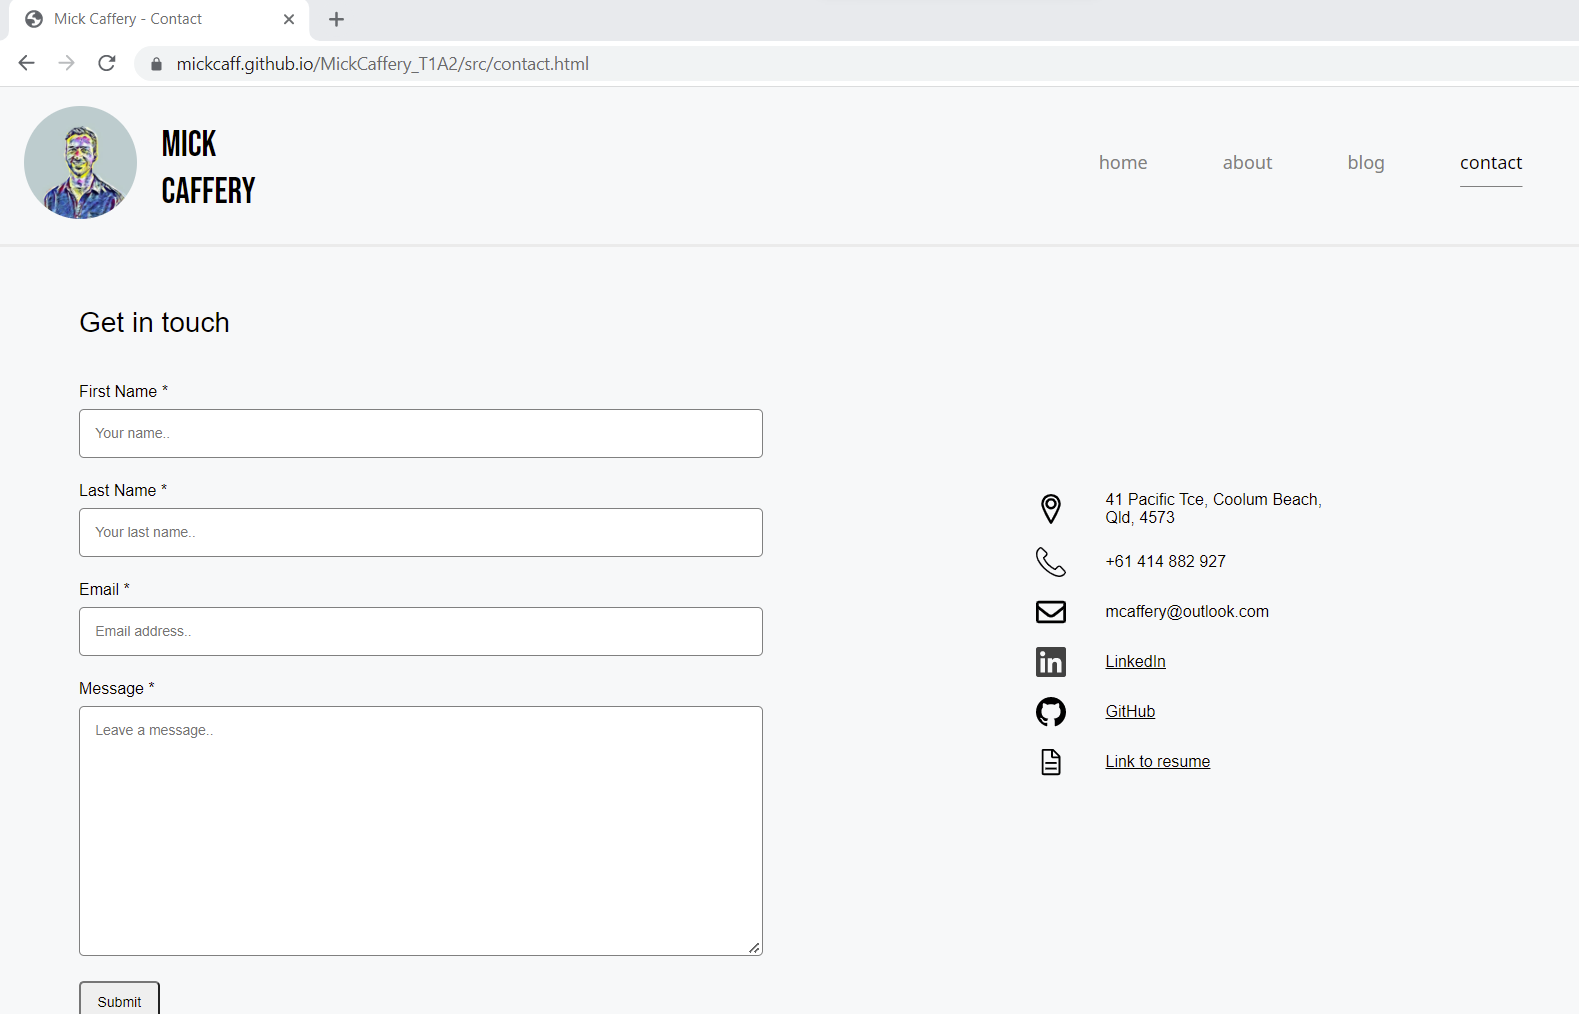 Mick Caffery - Contact
mickcaff.github.io/MickCaffery_T1A2/src/contact.html
MICK
CAFFERY
home
about
blog
contact
Get in touch
First Name *
Your name..
Last Name *
Your last name..
Email *
Email address..
Message *
Leave a message..
Submit
41 Pacific Tce, Coolum Beach,
Qld, 4573
+61 414 882 927
mcaffery@outlook.com
in
LinkedIn
GitHub
Link to resume